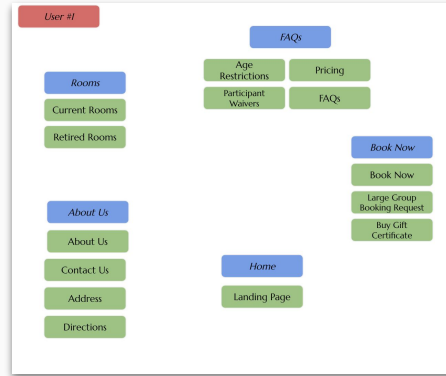 User #1
FAQs
Age
Restrictions
Pricing
Participant
Waivers
FAQs
Rooms
Current Rooms
Retired Rooms
Book Now
Book Now
Large Group
Booking Request
Buy Gift
Certificate
About Us
About Us
Contact Us
Address
Directions
Home
Landing Page